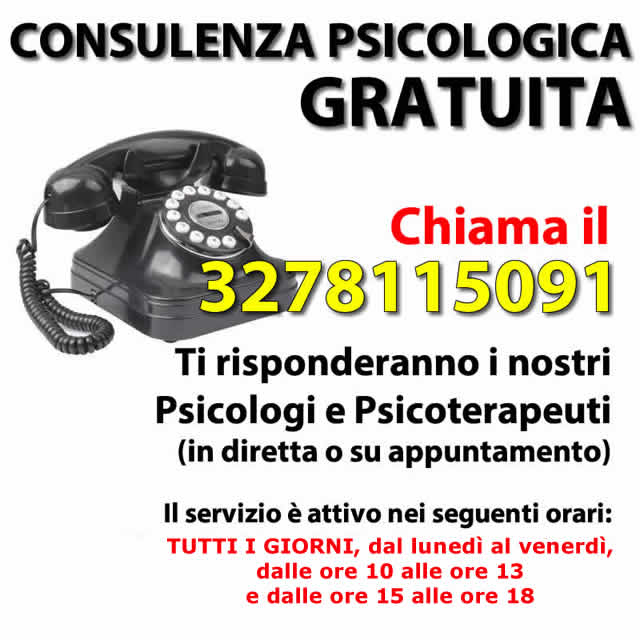 CONSULENZA PSICOLOGICA
GRATUITA
Chiama il
3278115091
Ti risponderanno i nostri
Psicologi e Psicoterapeuti
(in diretta o su appuntamento)
Il servizio è attivo nei seguenti orari:
TUTTI I GIORNI, dal lunedì al venerdì,
dalle ore 10 alle ore 13
e dalle ore 15 alle ore 18